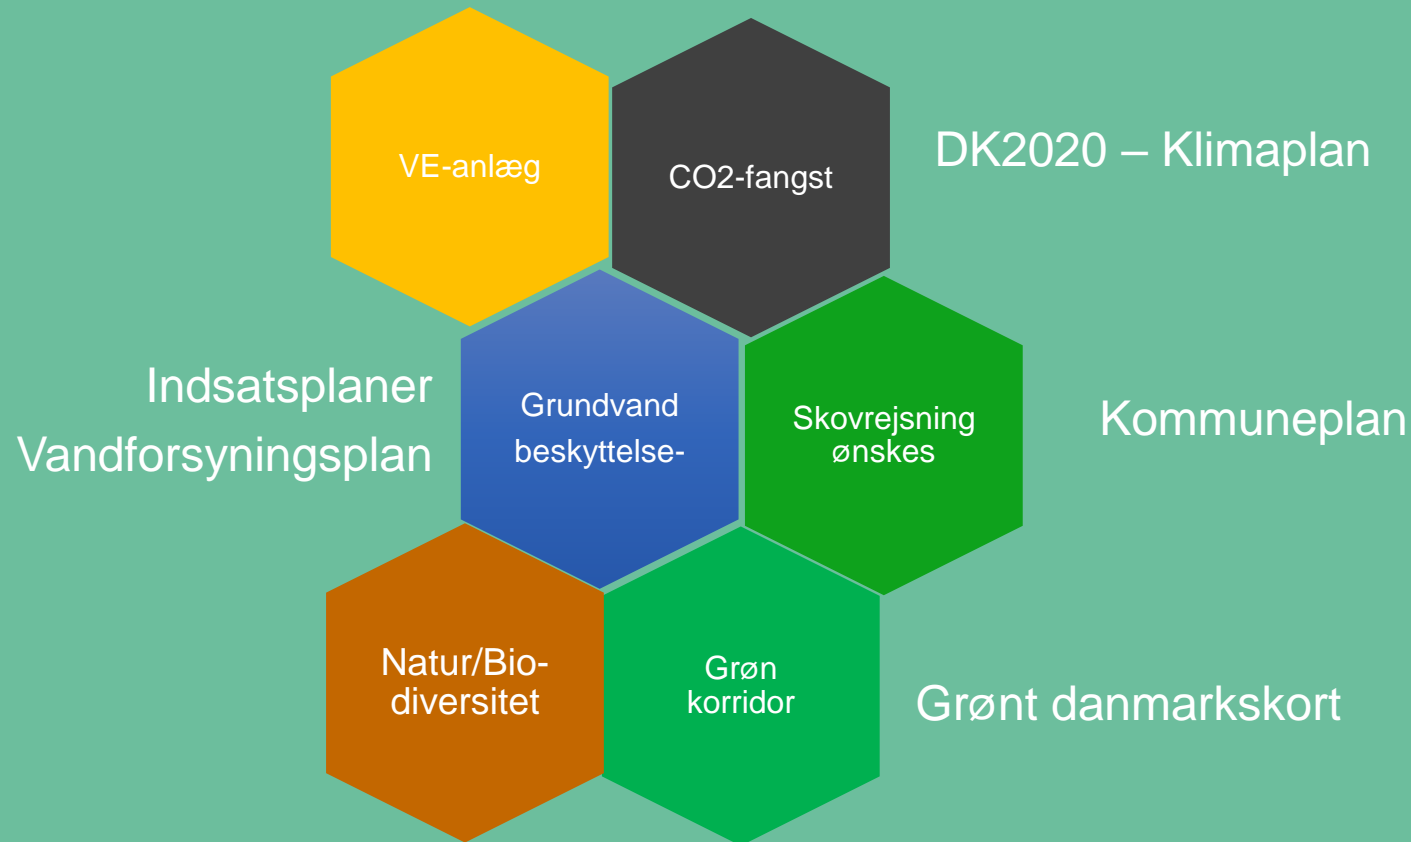 VE-anlæg
CO2-fangst
DK2020 – Klimaplan
Indsatsplaner
Vandforsyningsplan
Grundvand
beskyttelse-
Skovrejsning
ønskes
Kommuneplan
Natur/Bio-
diversitet
Grøn
korridor
Grønt danmarkskort